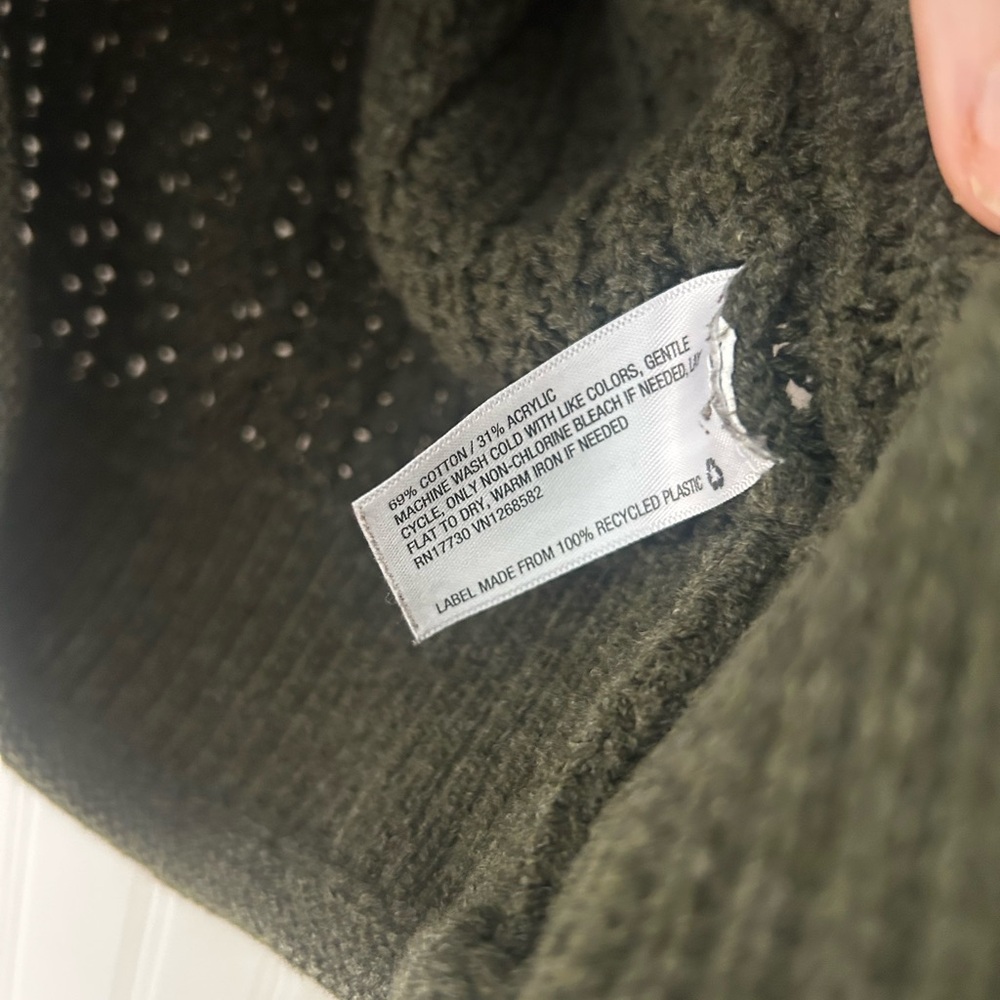 69% COTTON / 31% ACRYLIC
MACHINE WASH COLD WITH LIKE COLORS, GENTLE
CYCLE, ONLY NON-CHLORINE BLEACH IF NEEDED, LAY
FLAT TO DRY, WARM IRON IF NEEDED
RN17730 VN1268582
LABEL MADE FROM 100% RECYCLED PLASTIC